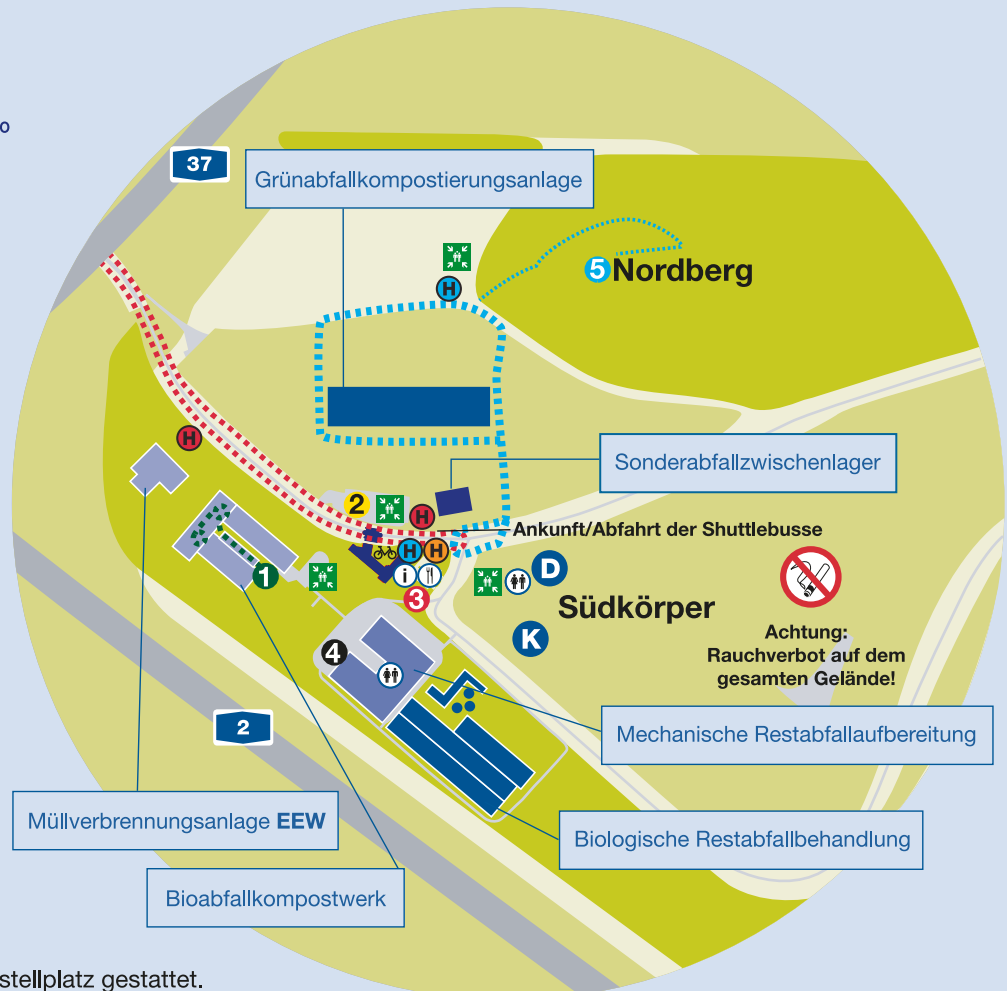 o
37
Grünabfallkompostierungsanlage
5 Nordberg
H
H
Sonderabfallzwischenlager
2
H
Ankunft/Abfahrt der Shuttlebusse
H H
i
1
D
3
Südkörper
K
4
Achtung:
Rauchverbot auf dem
gesamten Gelände!
2
Mechanische Restabfallaufbereitung
Müllverbrennungsanlage EEW
Biologische Restabfallbehandlung
Bioabfallkompostwerk
stellplatz gestattet.